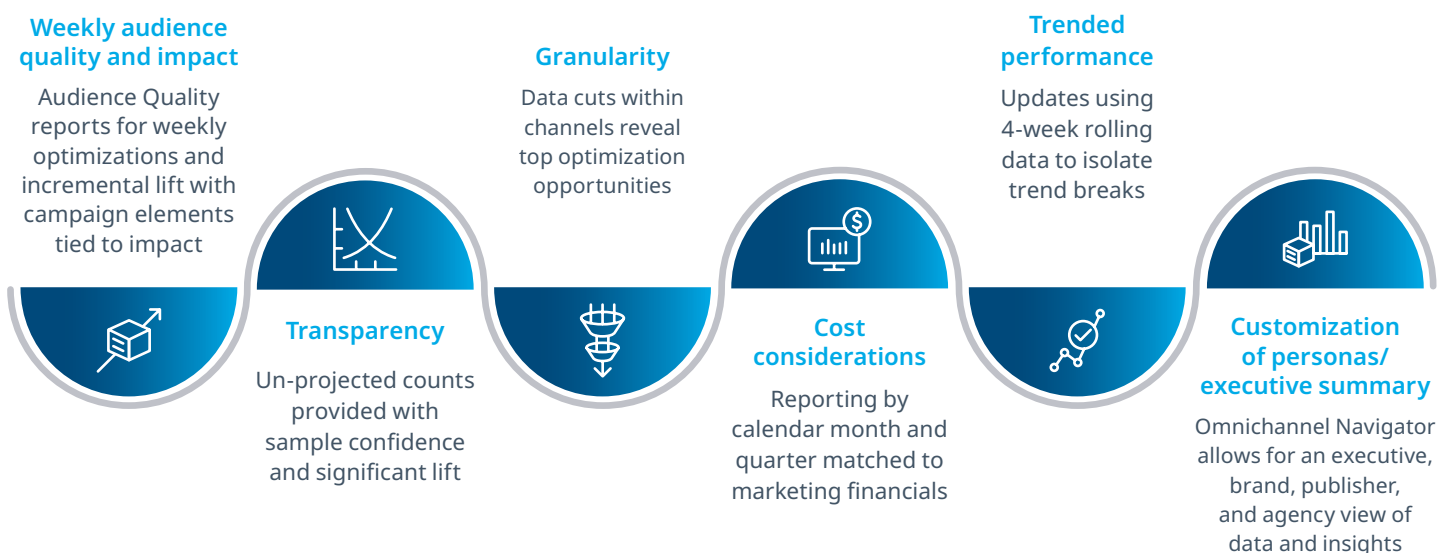 Weekly audience
quality and impact
Audience Quality
reports for weekly
optimizations and
incremental lift with
campaign elements
tied to impact
Transparency
Un-projected counts
provided with
sample confidence
and significant lift
Granularity
Data cuts within
channels reveal
top optimization
opportunities
$
Cost
considerations
Reporting by
calendar month and
quarter matched to
marketing financials
Trended
performance
Updates using
4-week rolling
data to isolate
trend breaks
Customization
of personas/
executive summary
Omnichannel Navigator
allows for an executive,
brand, publisher,
and agency view of
data and insights